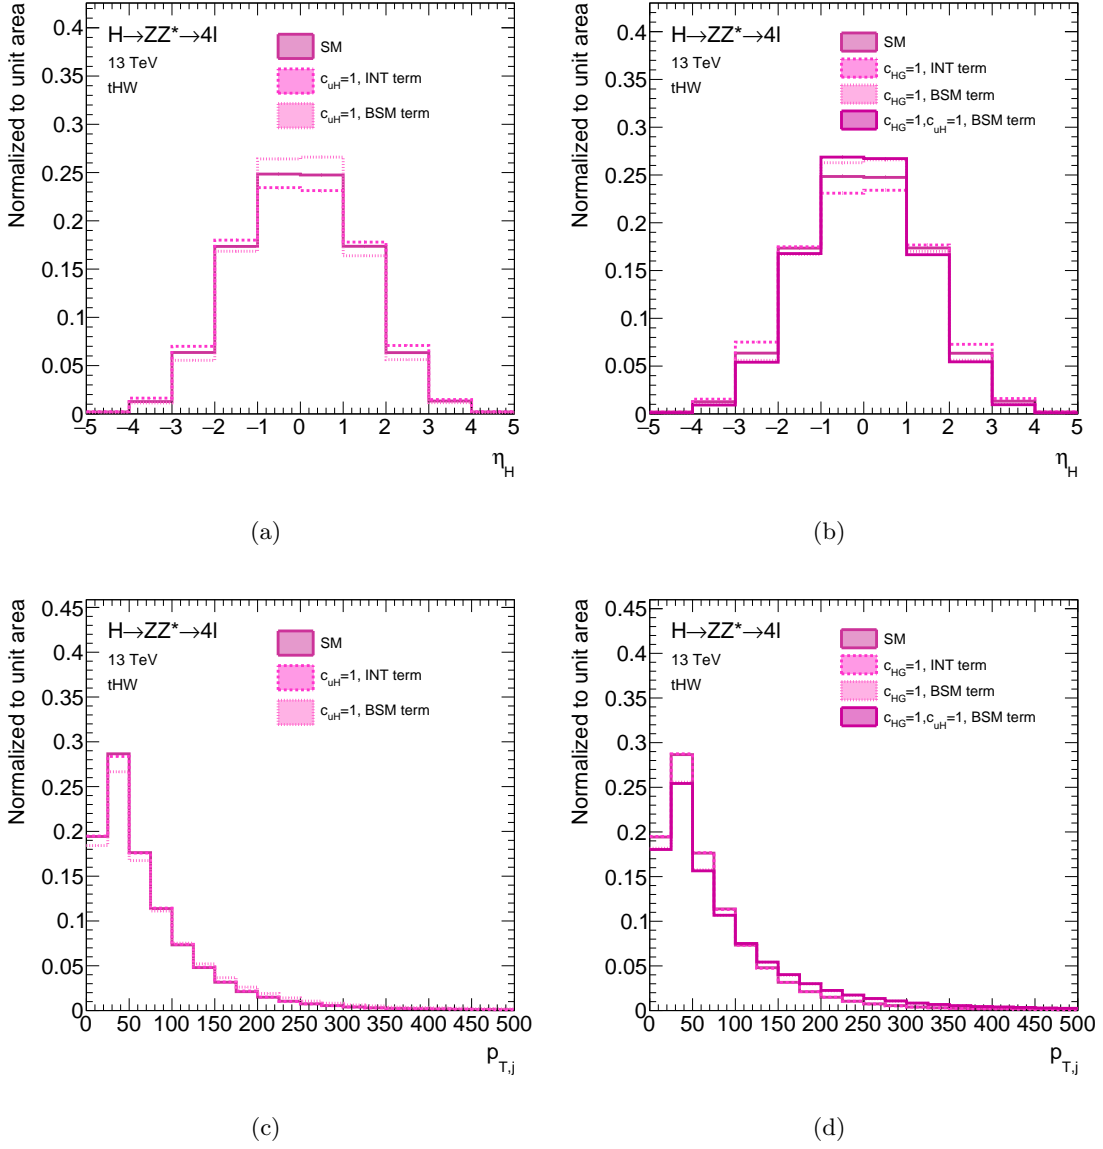 Normalized to unit area
0.4
0.35
0.3
0.25
0.2
0.15
0.1
0.05
0
H→ZZ*→4l
13 TeV
tHW
SM
c_uH=1, INT term
c_uH=1, BSM term
−5 −4 −3 −2 −1 0 1 2 3 4 5
η_H
(a)
Normalized to unit area
0.4
0.35
0.3
0.25
0.2
0.15
0.1
0.05
0
H→ZZ*→4l
13 TeV
tHW
SM
c_HG=1, INT term
c_HG=1, BSM term
c_HG=1,c_uH=1, BSM term
−5 −4 −3 −2 −1 0 1 2 3 4 5
η_H
(b)
Normalized to unit area
0.45
0.4
0.35
0.3
0.25
0.2
0.15
0.1
0.05
0
H→ZZ*→4l
13 TeV
tHW
SM
c_uH=1, INT term
c_uH=1, BSM term
0 50 100 150 200 250 300 350 400 450 500
p_T,j
(c)
Normalized to unit area
0.45
0.4
0.35
0.3
0.25
0.2
0.15
0.1
0.05
0
H→ZZ*→4l
13 TeV
tHW
SM
c_HG=1, INT term
c_HG=1, BSM term
c_HG=1,c_uH=1, BSM term
0 50 100 150 200 250 300 350 400 450 500
p_T,j
(d)